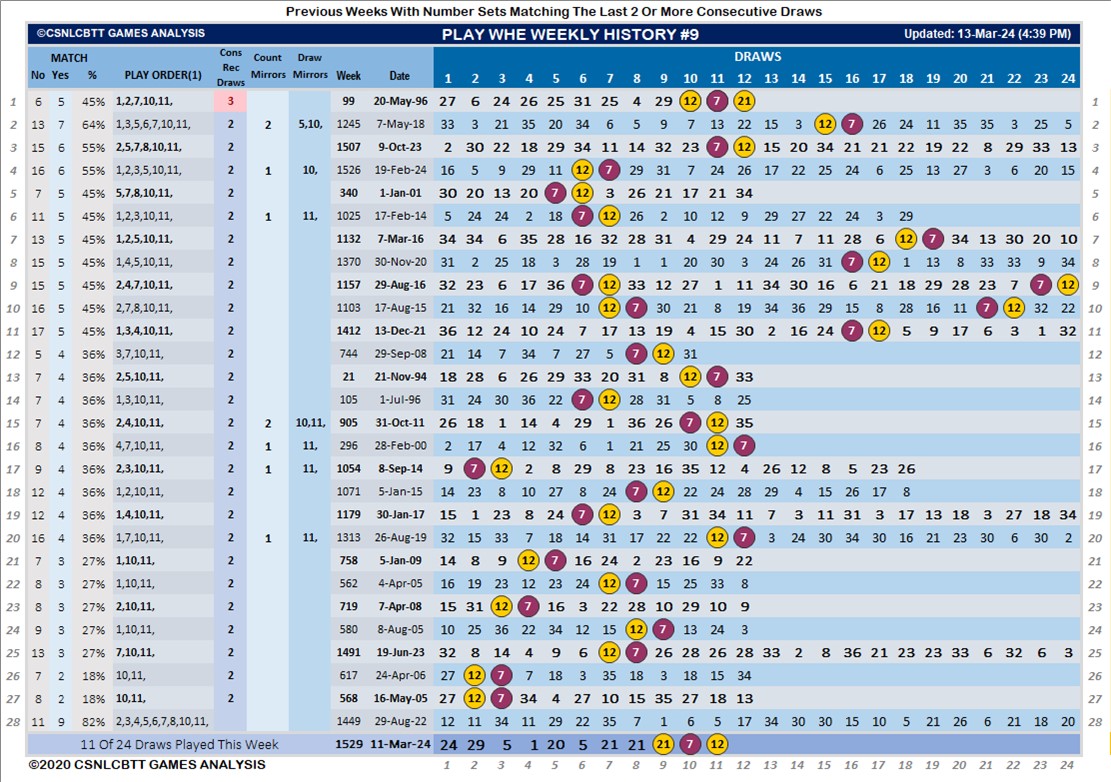 Previous Weeks With Number Sets Matching The Last 2 Or More Consecutive Draws
©CSNLCBTT GAMES ANALYSIS PLAY WHE WEEKLY HISTORY #9 Updated: 13-Mar-24 (4:39 PM)
MATCH Cons Rec Draws Count Mirrors Draw Mirrors DRAWS
No Yes % PLAY ORDER(1) Week Date 1 2 3 4 5 6 7 8 9 10 11 12 13 14 15 16 17 18 19 20 21 22 23 24
1 6 5 45% 1,2,7,10,11, 3 99 20-May-96 27 6 24 26 25 31 25 4 29 12 7 21 1
2 13 7 64% 1,3,5,6,7,10,11, 2 2 5,10, 1245 7-May-18 33 3 21 35 20 34 6 5 9 7 13 22 15 3 12 7 26 24 11 35 35 3 25 5 2
3 15 6 55% 2,5,7,8,10,11, 2 1507 9-Oct-23 2 30 22 18 29 34 11 14 32 23 7 12 15 20 34 21 21 22 19 22 8 29 33 13 3
4 16 6 55% 1,2,3,5,10,11, 2 1 10, 1526 19-Feb-24 16 5 9 29 11 12 7 29 31 7 24 26 17 22 25 24 6 25 13 27 3 6 20 15 4
5 7 5 45% 5,7,8,10,11, 2 340 1-Jan-01 30 20 13 20 7 12 3 26 21 17 21 34 5
6 11 5 45% 1,2,3,10,11, 2 1 11, 1025 17-Feb-14 5 24 24 2 18 7 12 26 2 10 12 9 29 27 22 24 3 29 6
7 13 5 45% 1,2,5,10,11, 2 1132 7-Mar-16 34 34 6 35 28 16 32 28 31 4 29 24 11 7 11 28 6 12 7 34 13 30 20 10 7
8 15 5 45% 1,4,5,10,11, 2 1370 30-Nov-20 31 2 25 18 3 28 19 1 1 20 30 3 24 26 31 7 12 1 13 8 33 33 9 34 8
9 15 5 45% 2,4,7,10,11, 2 1157 29-Aug-16 32 23 6 17 36 7 12 33 12 27 1 11 34 30 16 6 21 18 29 28 23 7 7 12 9
10 15 5 45% 2,7,8,10,11, 2 1103 17-Aug-15 21 32 16 14 29 10 12 7 30 21 8 19 34 36 29 15 8 28 16 11 7 12 32 22 10
11 17 5 45% 1,3,4,10,11, 2 1412 13-Dec-21 36 12 24 10 24 7 17 13 19 4 15 30 2 16 24 7 12 5 9 17 6 3 1 32 11
12 5 4 36% 3,7,10,11, 2 744 29-Sep-08 21 14 7 34 7 27 5 7 12 31 12
13 7 4 36% 2,5,10,11, 2 21 21-Nov-94 18 28 6 26 29 33 20 31 8 12 7 33 13
14 7 4 36% 1,3,10,11, 2 105 1-Jul-96 31 24 30 36 22 7 12 28 31 5 8 25 14
15 7 4 36% 2,4,10,11, 2 2 10,11, 905 31-Oct-11 26 18 1 14 4 29 1 36 26 7 12 35 15
16 8 4 36% 4,7,10,11, 2 1 11, 296 28-Feb-00 2 17 4 12 32 6 1 21 25 30 12 7 16
17 9 4 36% 2,3,10,11, 2 1 11, 1054 8-Sep-14 9 7 12 2 8 29 8 23 16 35 12 4 26 12 8 5 23 26 17
18 12 4 36% 1,2,10,11, 2 1071 5-Jan-15 14 23 8 10 27 8 24 7 12 22 24 28 29 4 15 26 17 8 18
19 12 4 36% 1,4,10,11, 2 1179 30-Jan-17 15 1 23 8 24 7 12 3 7 31 34 11 7 3 11 31 3 17 13 18 3 27 18 34 19
20 16 4 36% 1,7,10,11, 2 1 11, 1313 26-Aug-19 32 15 33 7 18 14 31 17 22 22 12 7 3 24 30 34 30 16 21 23 30 6 30 2 20
21 7 3 27% 1,10,11, 2 758 5-Jan-09 14 8 9 12 7 16 24 2 23 16 9 22 21
22 8 3 27% 1,10,11, 2 562 4-Apr-05 16 19 23 12 23 24 12 7 15 25 33 8 22
23 8 3 27% 2,10,11, 2 719 7-Apr-08 15 31 12 7 16 3 22 28 10 29 10 9 23
24 9 3 27% 1,10,11, 2 580 8-Aug-05 10 25 36 22 34 12 15 12 7 13 24 3 24
25 13 3 27% 7,10,11, 2 1491 19-Jun-23 32 8 14 4 9 6 12 7 26 28 26 28 33 2 8 36 21 23 23 33 6 32 6 3 25
26 7 2 18% 10,11, 2 617 24-Apr-06 27 12 7 7 18 3 35 18 3 18 15 34 26
27 8 2 18% 10,11, 2 568 16-May-05 27 12 7 34 4 27 10 15 35 27 18 13 27
28 11 9 82% 2,3,4,5,6,7,8,10,11, 1449 29-Aug-22 12 11 34 11 29 22 35 7 1 6 5 17 34 30 30 15 10 5 21 26 6 21 18 20 28
11 Of 24 Draws Played This Week 1529 11-Mar-24 24 29 5 1 20 5 21 21 21 7 12
©2020 CSNLCBTT GAMES ANALYSIS 1 2 3 4 5 6 7 8 9 10 11 12 13 14 15 16 17 18 19 20 21 22 23 24